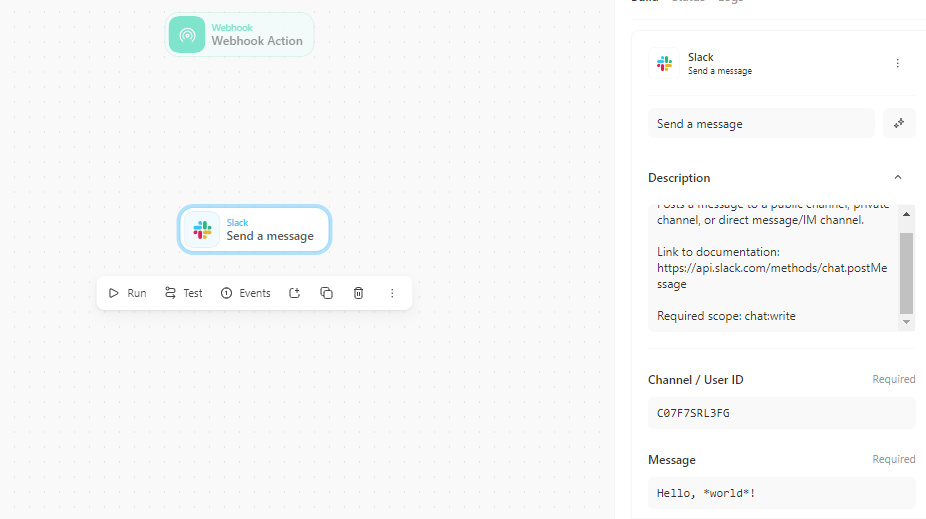 Webhook
Webhook Action
Slack
Send a message
Run
Test
Events
Slack
Send a message
Send a message
Description
Posts a message to a public channel, private
channel, or direct message/IM channel.
Link to documentation:
https://api.slack.com/methods/chat.postMe
ssage
Required scope: chat:write
Channel / User ID
Required
C07F7SRL3FG
Message
Required
Hello, *world*!